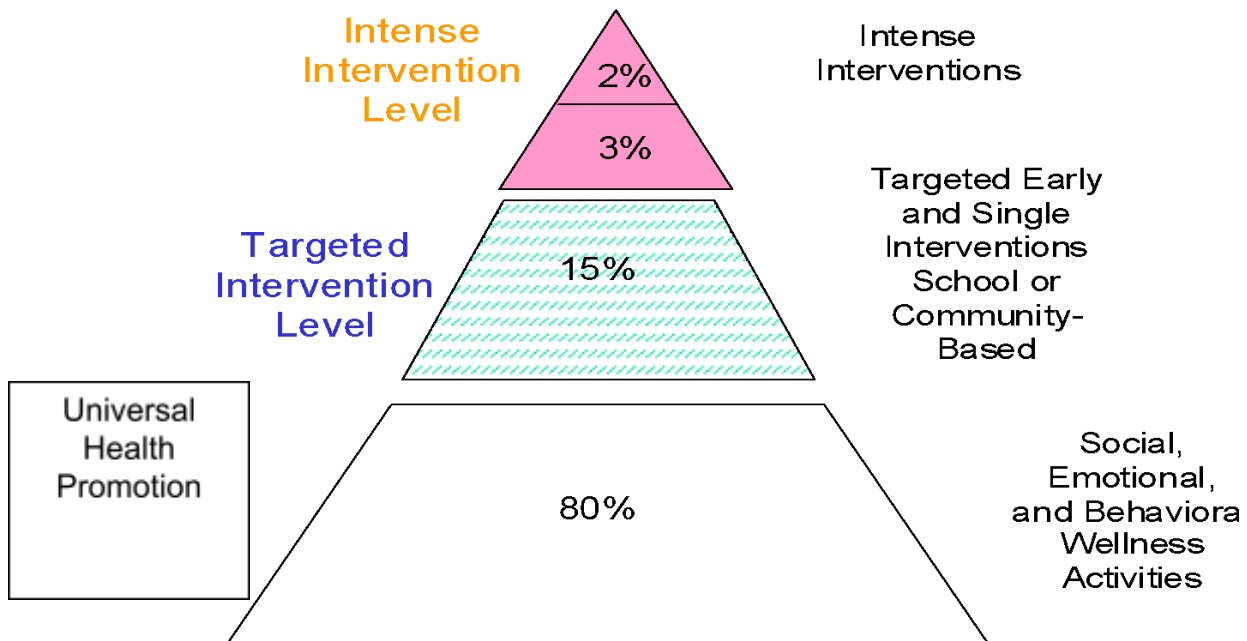 Intense
Intervention
Level
2%
3%
Intense
Interventions
Targeted
Intervention
Level
15%
Targeted Early
and Single
Interventions
School or
Community-
Based
Universal
Health
Promotion
80%
Social,
Emotional,
and Behaviora
Wellness
Activities